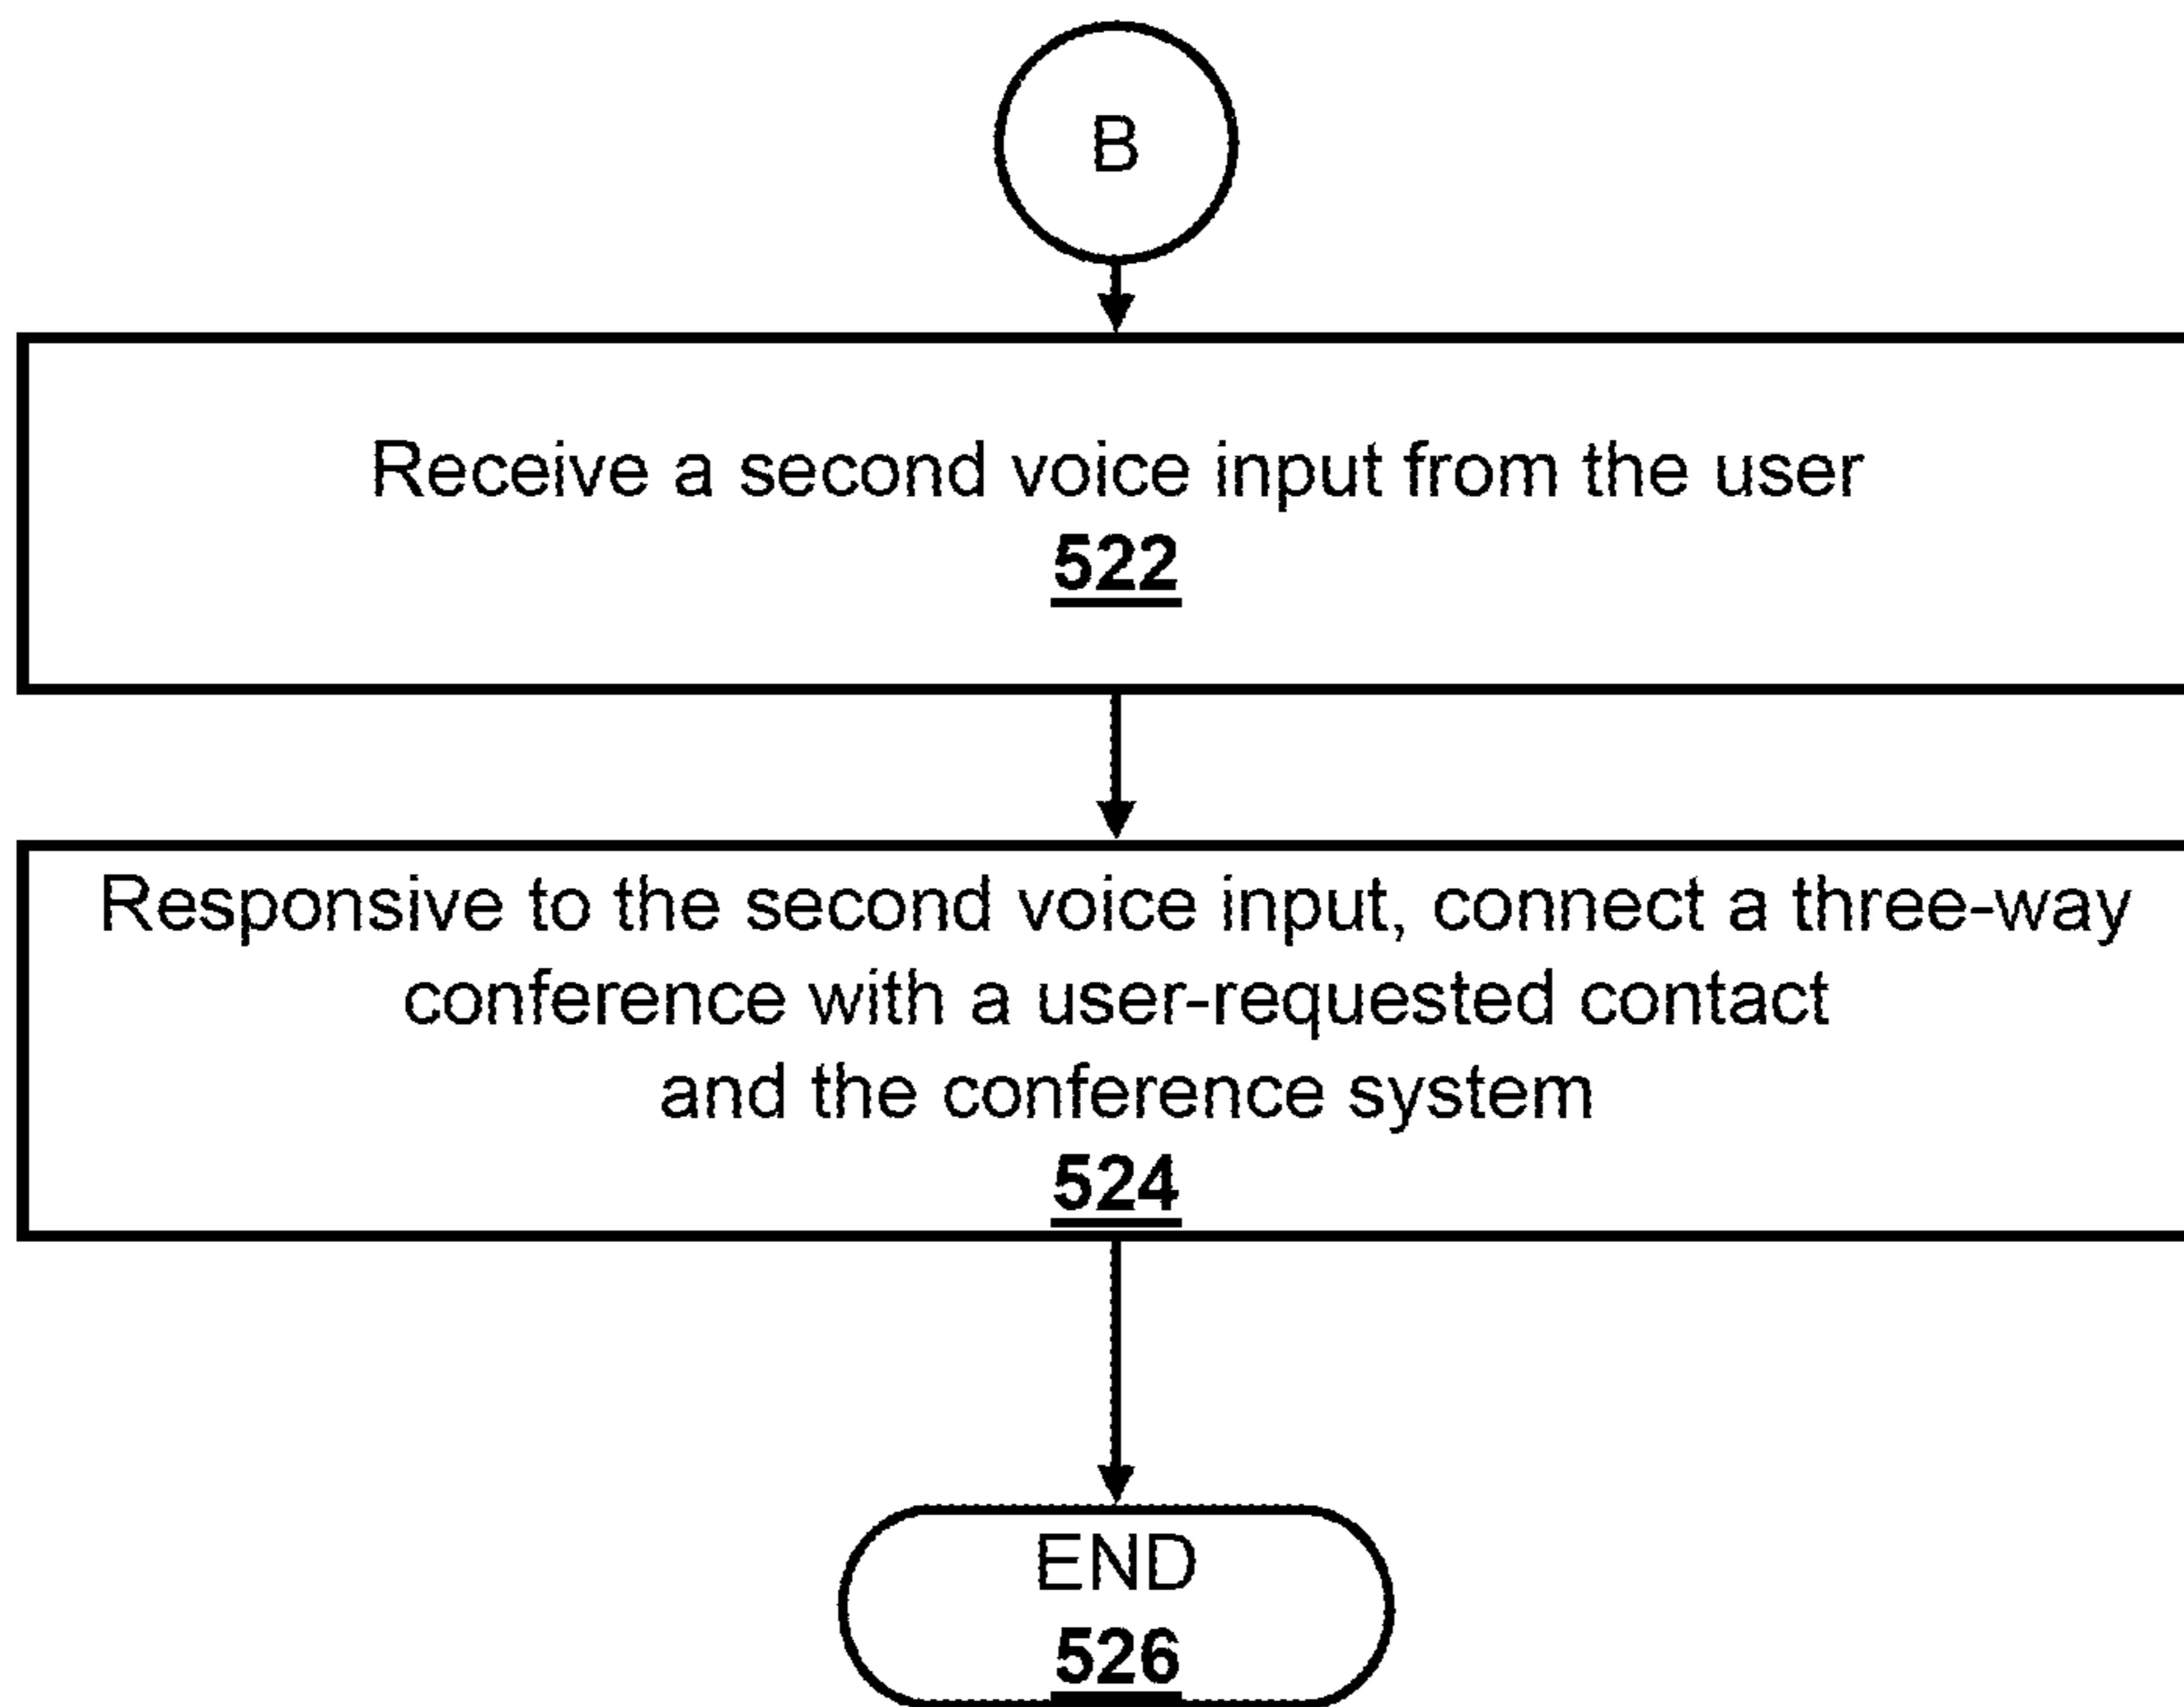 B
Receive a second voice input from the user
522
Responsive to the second voice input, connect a three-way
conference with a user-requested contact
and the conference system
524
END
526